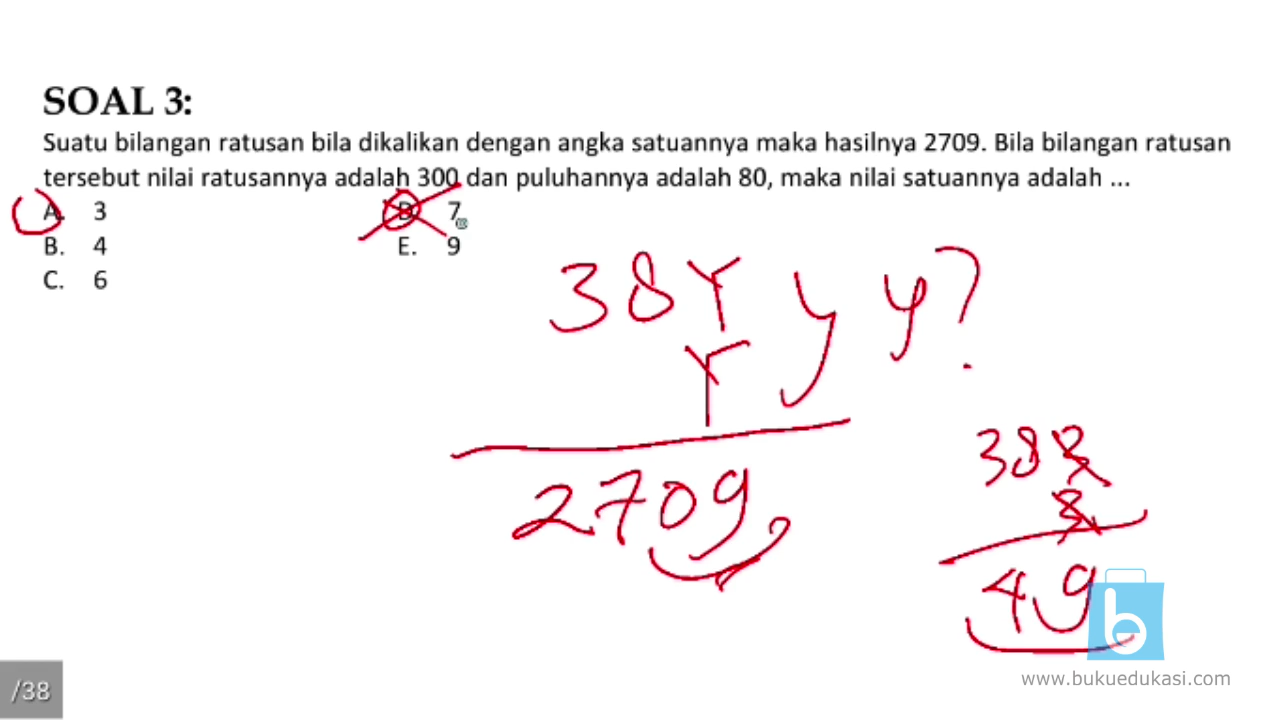 SOAL 3:
Suatu bilangan ratusan bila dikalikan dengan angka satuannya maka hasilnya 2709. Bila bilangan ratusan
tersebut nilai ratusannya adalah 300 dan puluhannya adalah 80, maka nilai satuannya adalah ...
A. 3 D. 7
B. 4 E. 9
C. 6
38Y y y?
Y
2709
38
49
b
www.bukuedukasi.com
/38